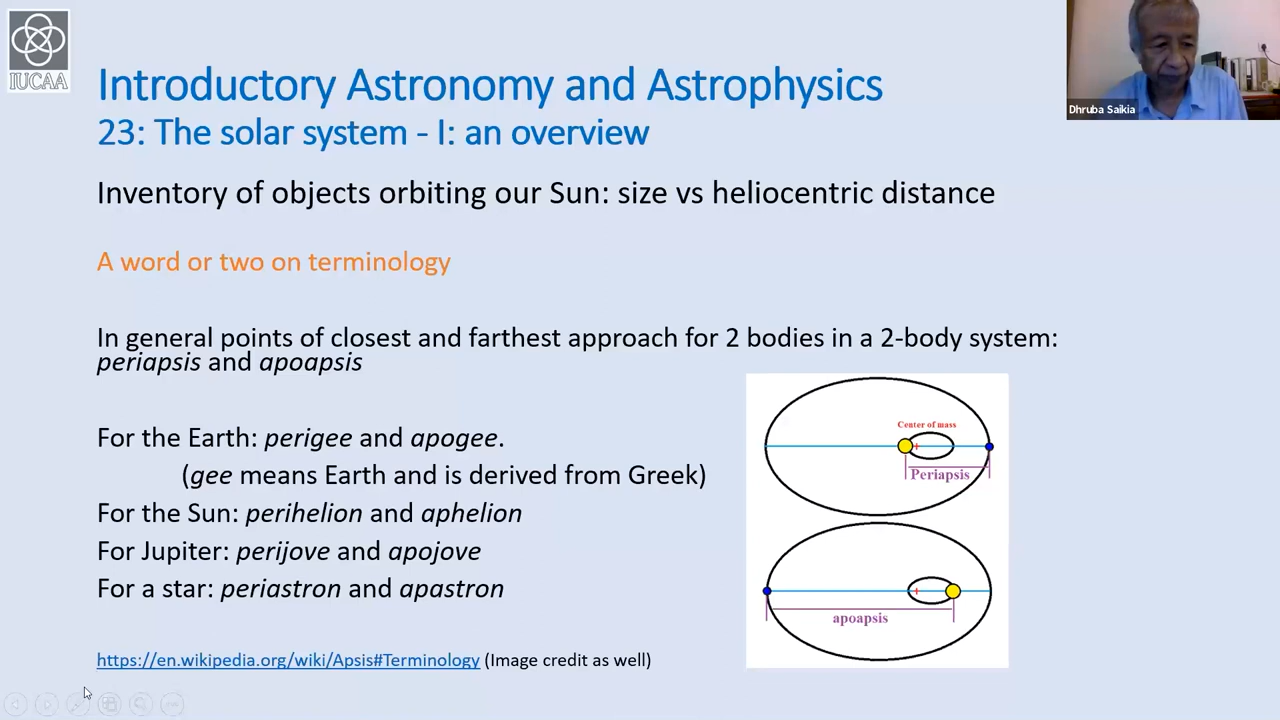 IUCAA
Introductory Astronomy and Astrophysics
23: The solar system - I: an overview
Dhruba Saikia
Inventory of objects orbiting our Sun: size vs heliocentric distance
A word or two on terminology
In general points of closest and farthest approach for 2 bodies in a 2-body system:
periapsis and apoapsis
For the Earth: perigee and apogee.
(gee means Earth and is derived from Greek)
For the Sun: perihelion and aphelion
For Jupiter: perijove and apojove
For a star: periastron and apastron
https://en.wikipedia.org/wiki/Apsis#Terminology (Image credit as well)
Center of mass
Periapsis
apoapsis